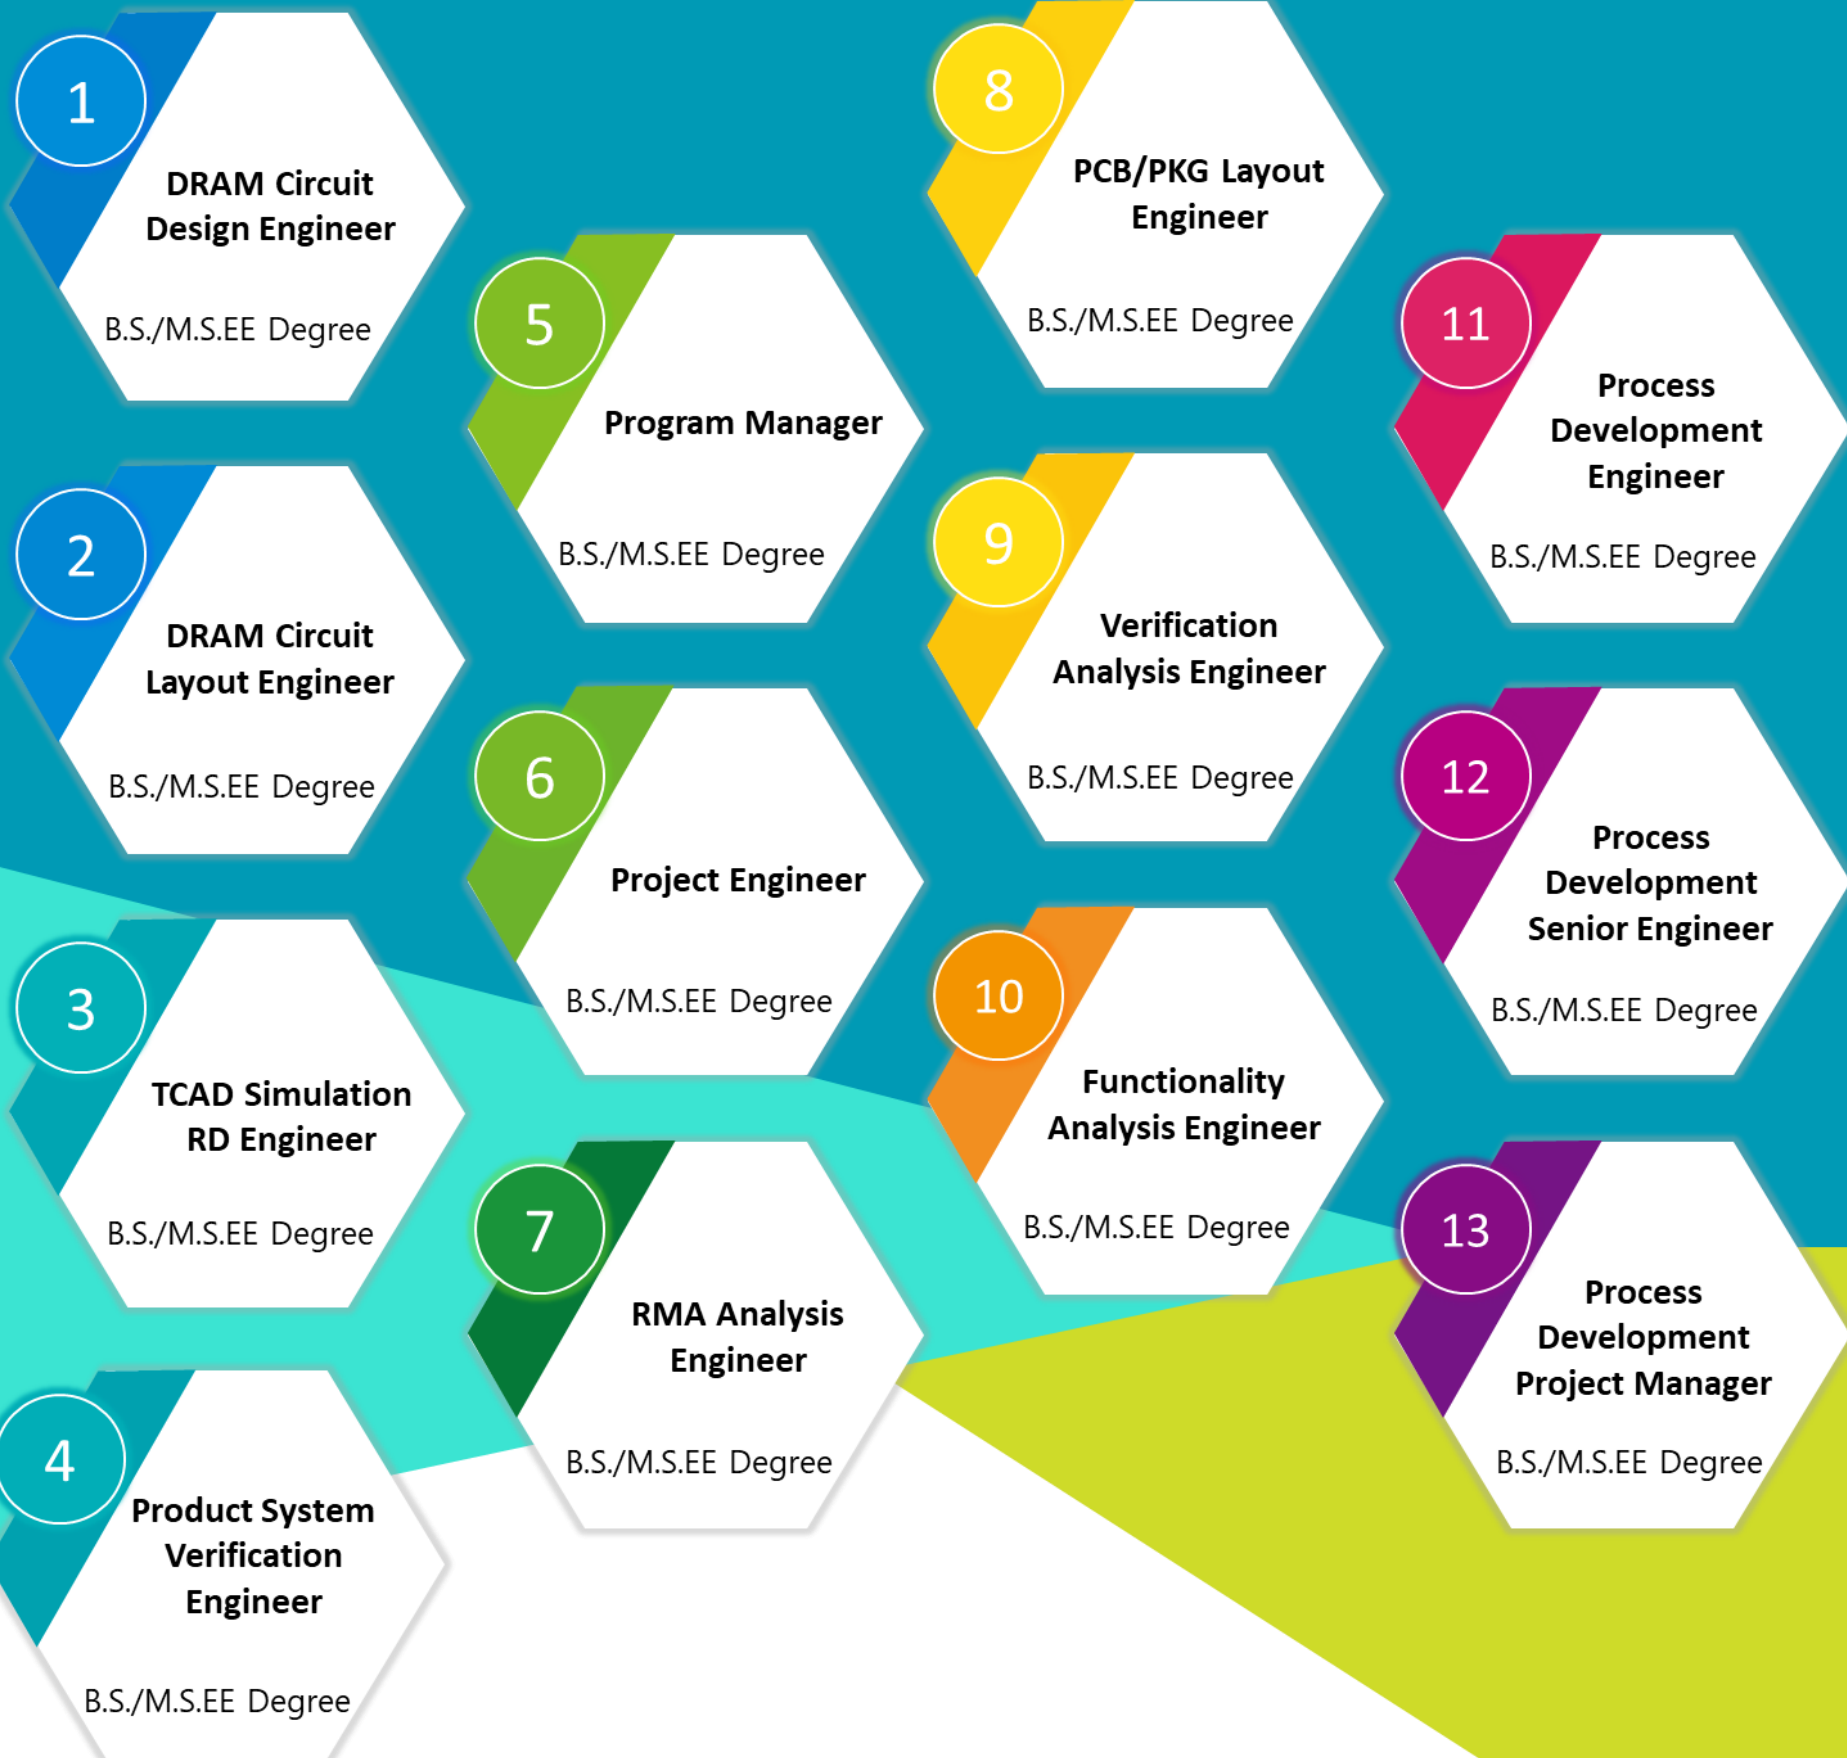 1
DRAM Circuit
Design Engineer
B.S./M.S.EE Degree
2
DRAM Circuit
Layout Engineer
B.S./M.S.EE Degree
3
TCAD Simulation
RD Engineer
B.S./M.S.EE Degree
4
Product System
Verification
Engineer
B.S./M.S.EE Degree
5
Program Manager
B.S./M.S.EE Degree
6
Project Engineer
B.S./M.S.EE Degree
7
RMA Analysis
Engineer
B.S./M.S.EE Degree
8
PCB/PKG Layout
Engineer
B.S./M.S.EE Degree
9
Verification
Analysis Engineer
B.S./M.S.EE Degree
10
Functionality
Analysis Engineer
B.S./M.S.EE Degree
11
Process
Development
Engineer
B.S./M.S.EE Degree
12
Process
Development
Senior Engineer
B.S./M.S.EE Degree
13
Process
Development
Project Manager
B.S./M.S.EE Degree